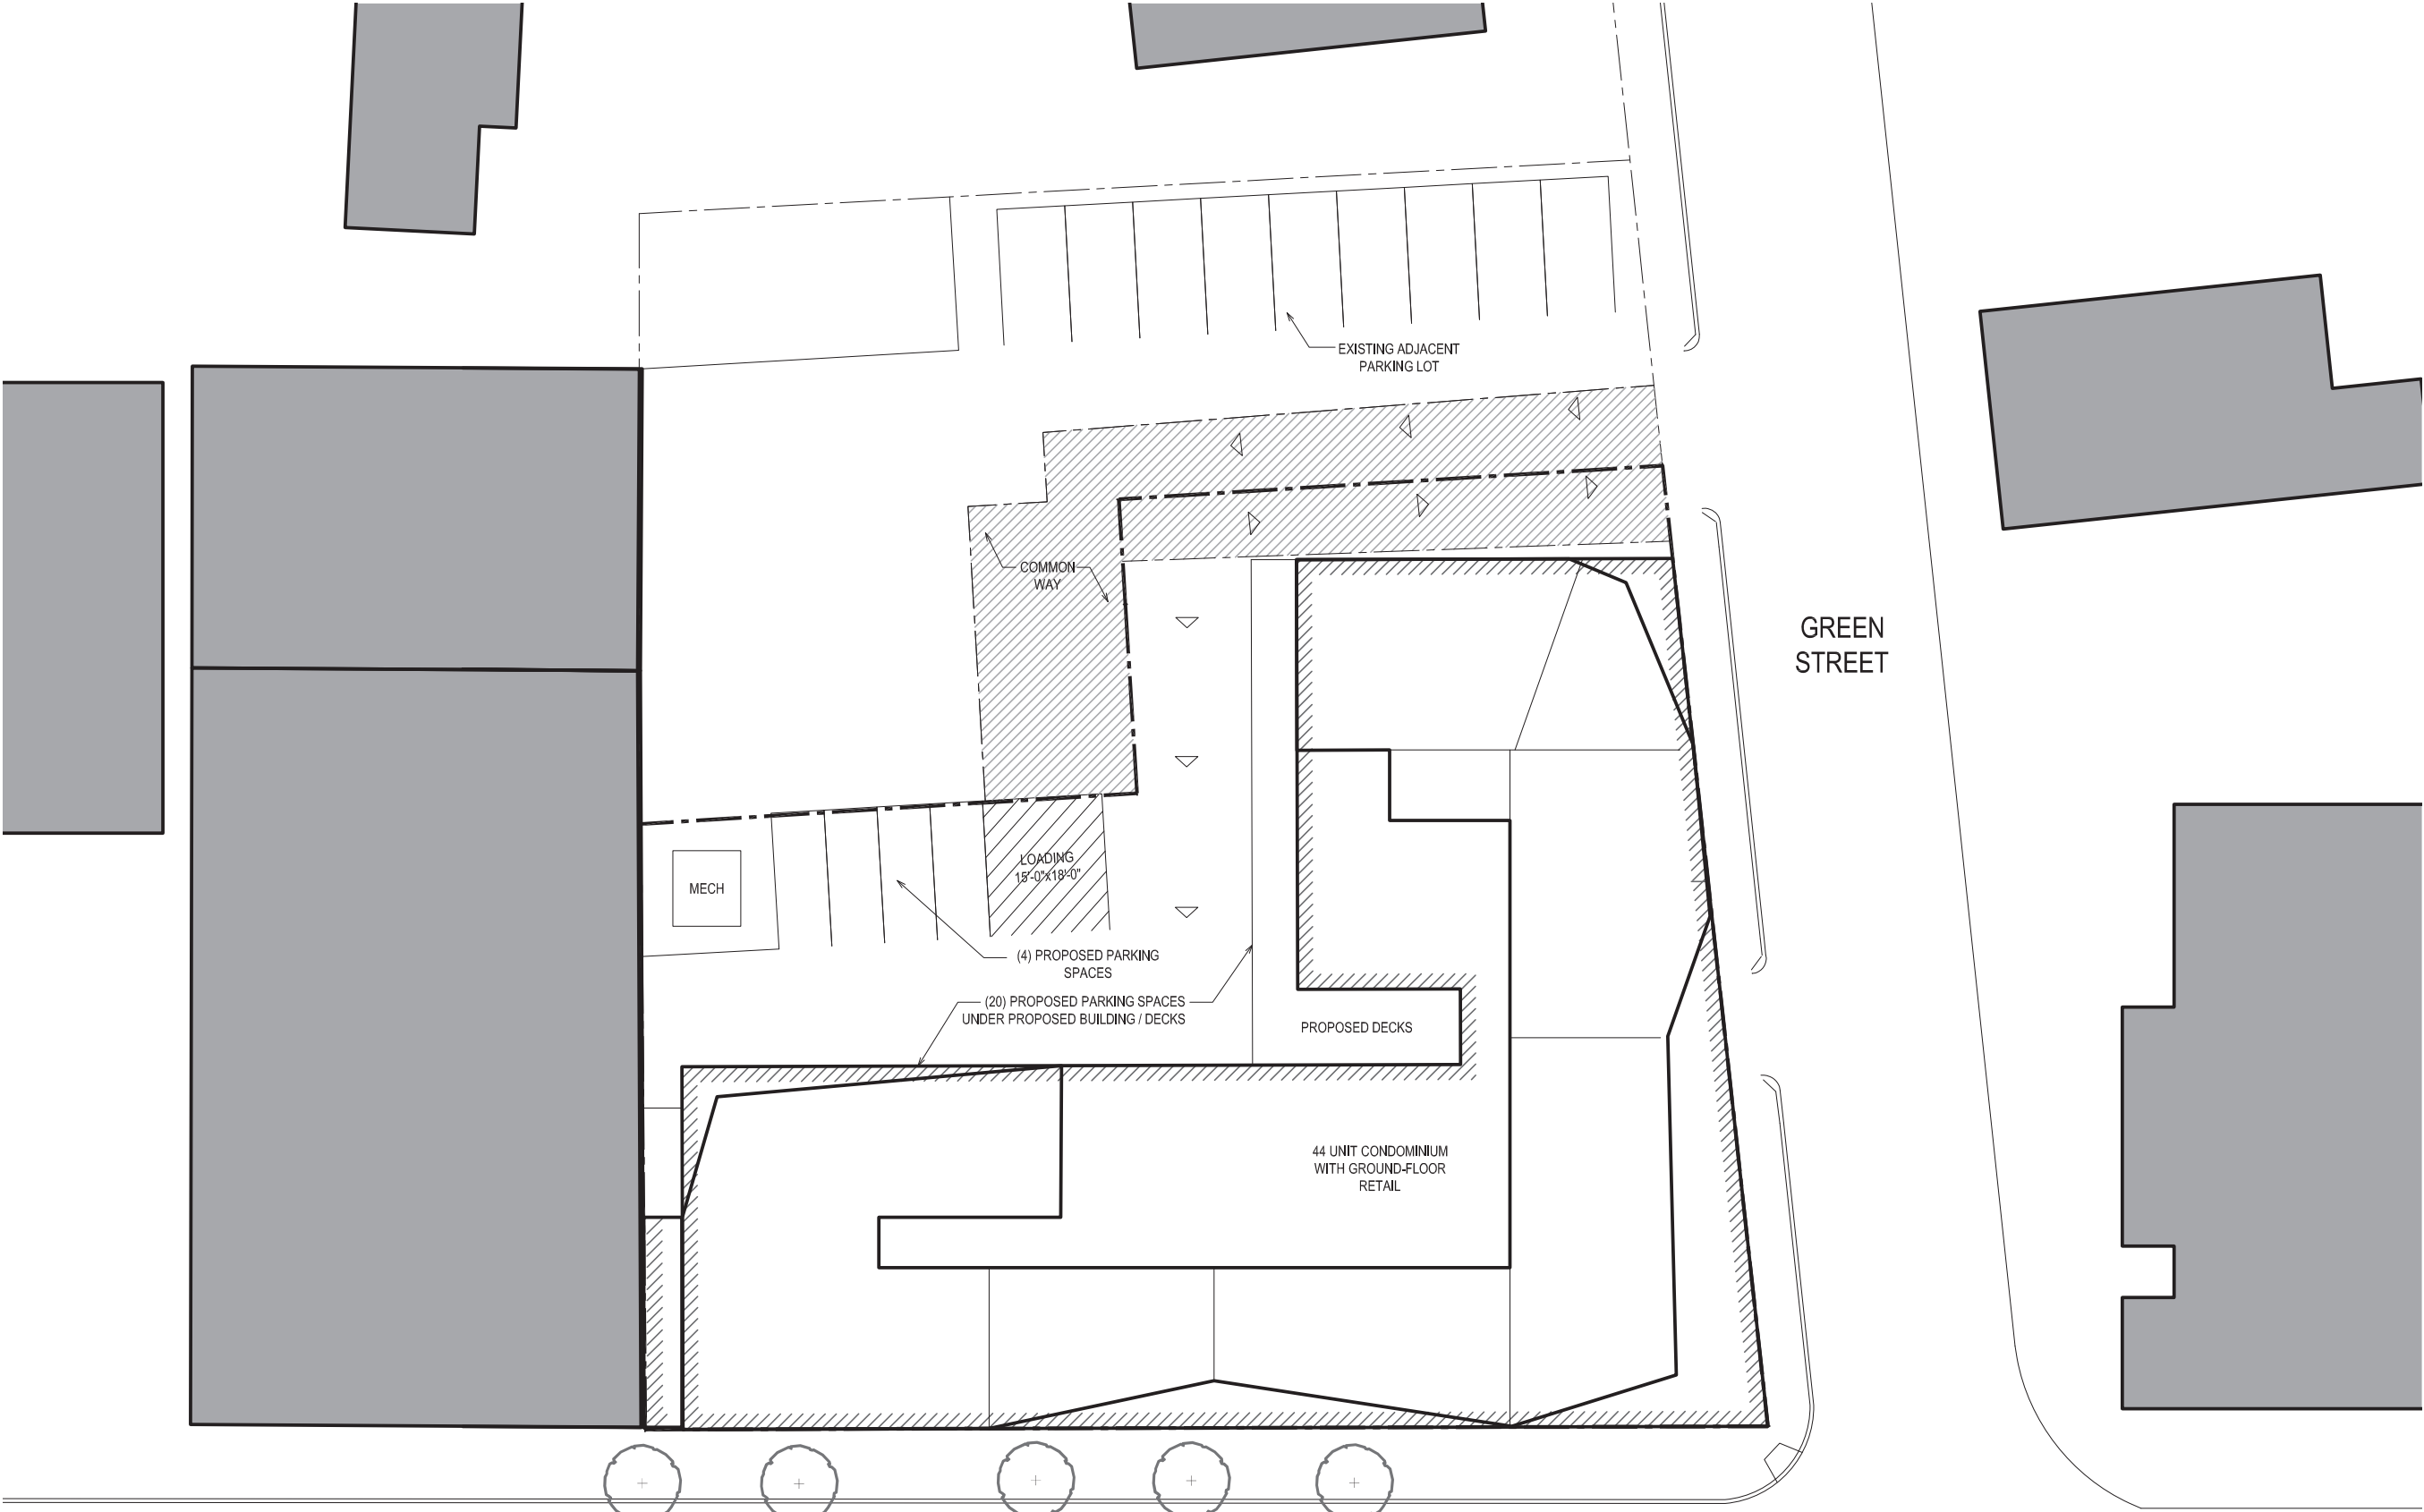 EXISTING ADJACENT
PARKING LOT
COMMON
WAY
GREEN
STREET
LOADING
15'-0"x18'-0"
MECH
(4) PROPOSED PARKING
SPACES
(20) PROPOSED PARKING SPACES
UNDER PROPOSED BUILDING / DECKS
PROPOSED DECKS
44 UNIT CONDOMINIUM
WITH GROUND-FLOOR
RETAIL